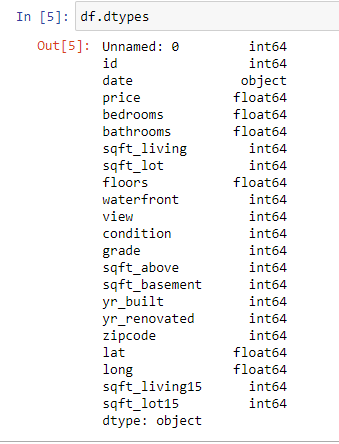 In [5]: df.dtypes
Out[5]: Unnamed: 0 int64
id int64
date object
price float64
bedrooms float64
bathrooms float64
sqft_living int64
sqft_lot int64
floors float64
waterfront int64
view int64
condition int64
grade int64
sqft_above int64
sqft_basement int64
yr_built int64
yr_renovated int64
zipcode int64
lat float64
long float64
sqft_living15 int64
sqft_lot15 int64
dtype: object